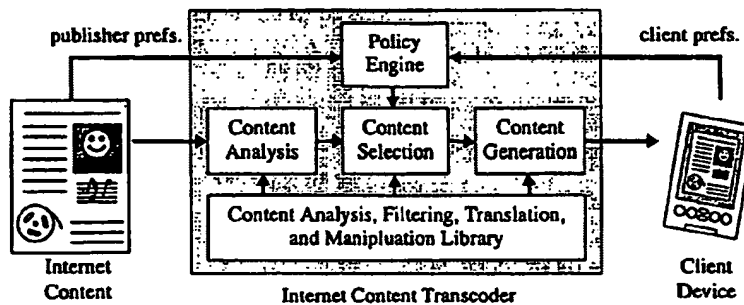 publisher prefs.
Policy
Engine
client prefs.
Content
Analysis
Content
Selection
Content
Generation
Content Analysis, Filtering, Translation,
and Manipluation Library
Internet
Content
Internet Content Transcoder
Client
Device